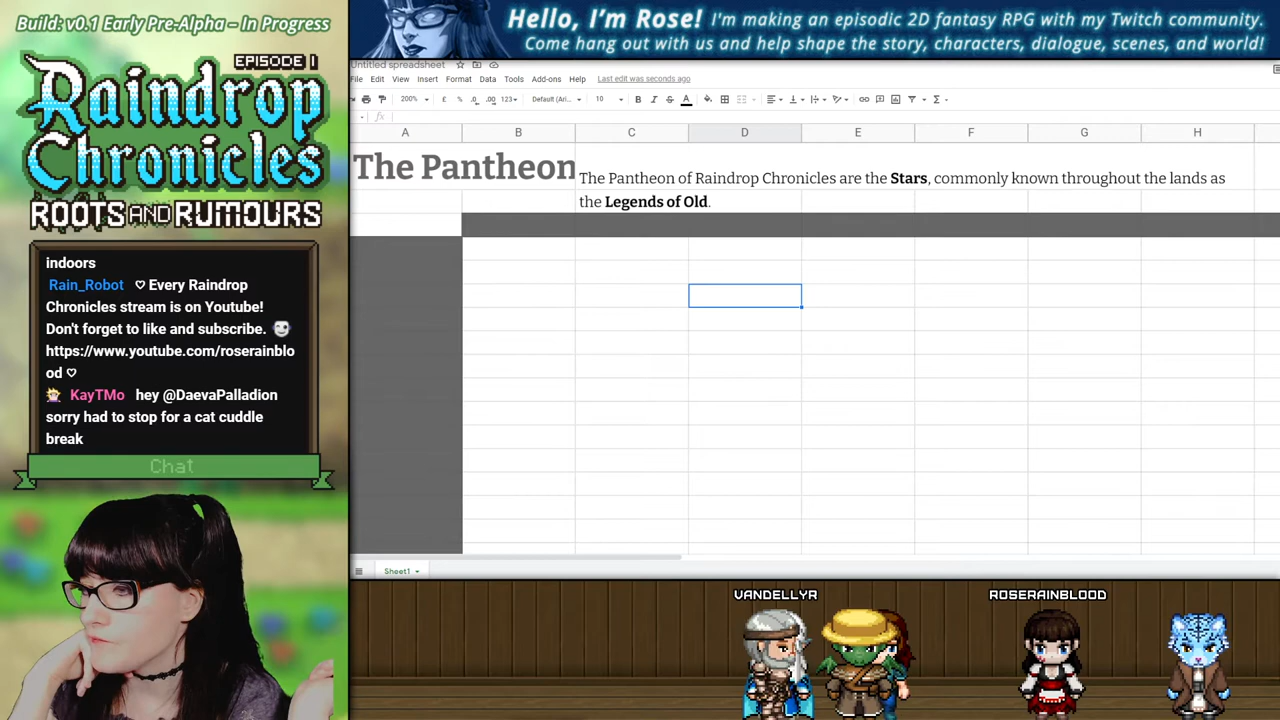 Build: v0.1 Early Pre-Alpha – In Progress
EPISODE 1
Raindrop
Chronicles
ROOTS AND RUMOURS
indoors
Rain_Robot ♡ Every Raindrop
Chronicles stream is on Youtube!
Don't forget to like and subscribe.
https://www.youtube.com/roserainblo
od ♡
KayTMo hey @DaevaPalladion
sorry had to stop for a cat cuddle
break
Chat
Hello, I'm Rose! I'm making an episodic 2D fantasy RPG with my Twitch community.
Come hang out with us and help shape the story, characters, dialogue, scenes, and world!
Untitled spreadsheet
File Edit View Insert Format Data Tools Add-ons Help Last edit was seconds ago
200% £ % .0 .00 123 Default (Ari... 10 B I S A
fx
A B C D E F G H
The Pantheon
The Pantheon of Raindrop Chronicles are the Stars, commonly known throughout the lands as
the Legends of Old.
Sheet1
VANDELLYR
ROSERAINBLOOD